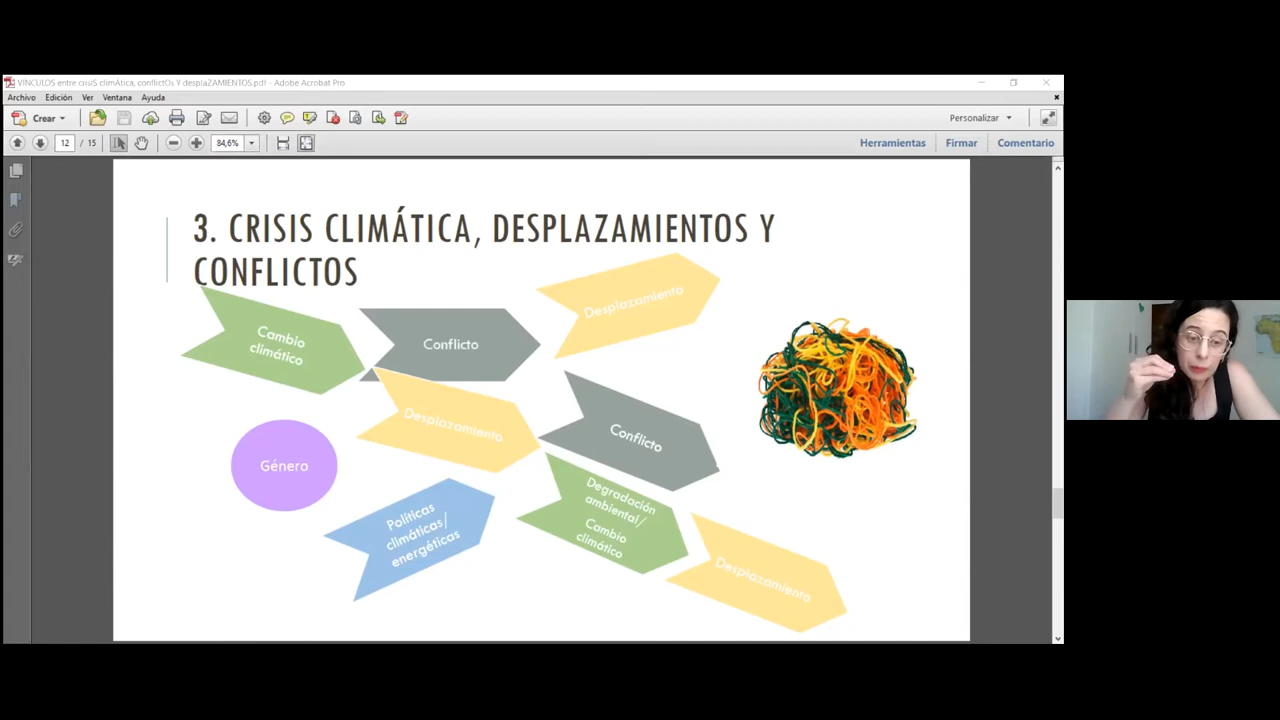 VÍNCULOS entre crisiS climÁtica, conflictOs Y desplaZAMIENTOS.pdf - Adobe Acrobat Pro
Archivo Edición Ver Ventana Ayuda
Crear
Personalizar
12 / 15
84,6%
Herramientas Firmar Comentario
3. CRISIS CLIMÁTICA, DESPLAZAMIENTOS Y
CONFLICTOS
Cambio
climático
Conflicto
Desplazamiento
Desplazamiento
Conflicto
Género
Políticas
climáticas/
energéticas
Degradación
ambiental/
Cambio
climático
Desplazamiento